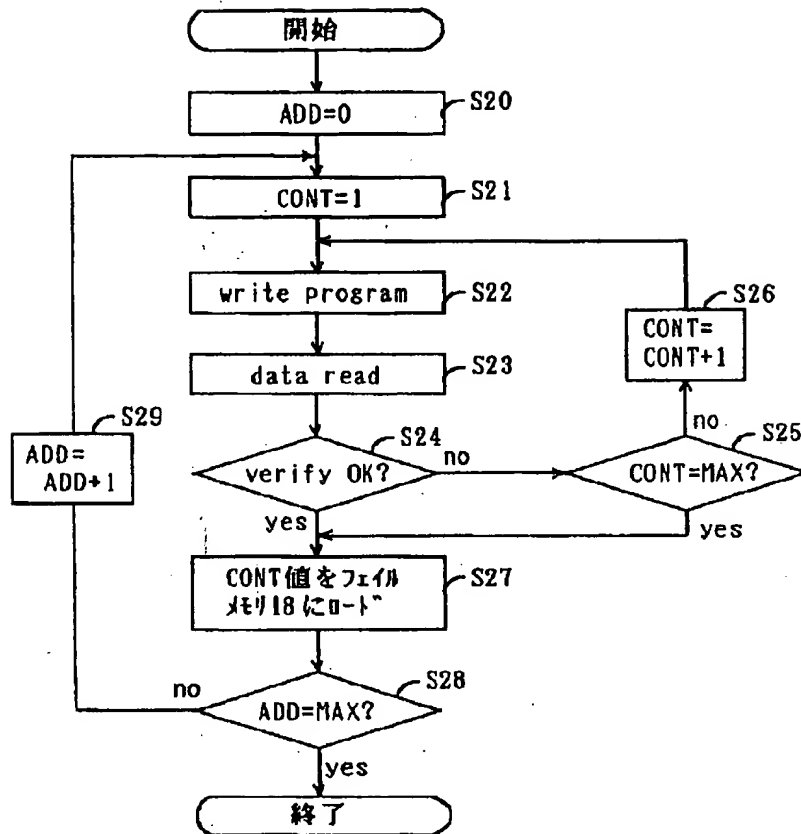 開始
ADD=0
S20
CONT=1
S21
write program
S22
data read
S23
verify OK?
S24
no
yes
CONT=MAX?
S25
no
yes
CONT=
CONT+1
S26
CONT値をフェイル
メモリ18にロード
S27
ADD=MAX?
S28
no
yes
ADD=
ADD+1
S29
終了